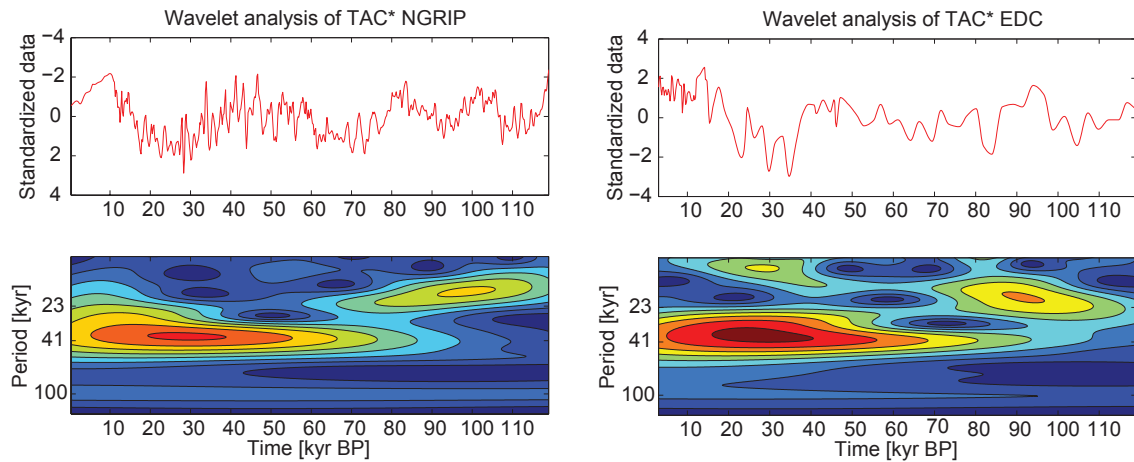 Wavelet analysis of TAC* NGRIP
Standardized data
−4
−2
0
2
4
10 20 30 40 50 60 70 80 90 100 110
Period [kyr]
23
41
100
10 20 30 40 50 60 70 80 90 100 110
Time [kyr BP]
Wavelet analysis of TAC* EDC
Standardized data
4
2
0
−2
−4
10 20 30 40 50 60 70 80 90 100 110
Period [kyr]
23
41
100
10 20 30 40 50 60 70 80 90 100 110
Time [kyr BP]